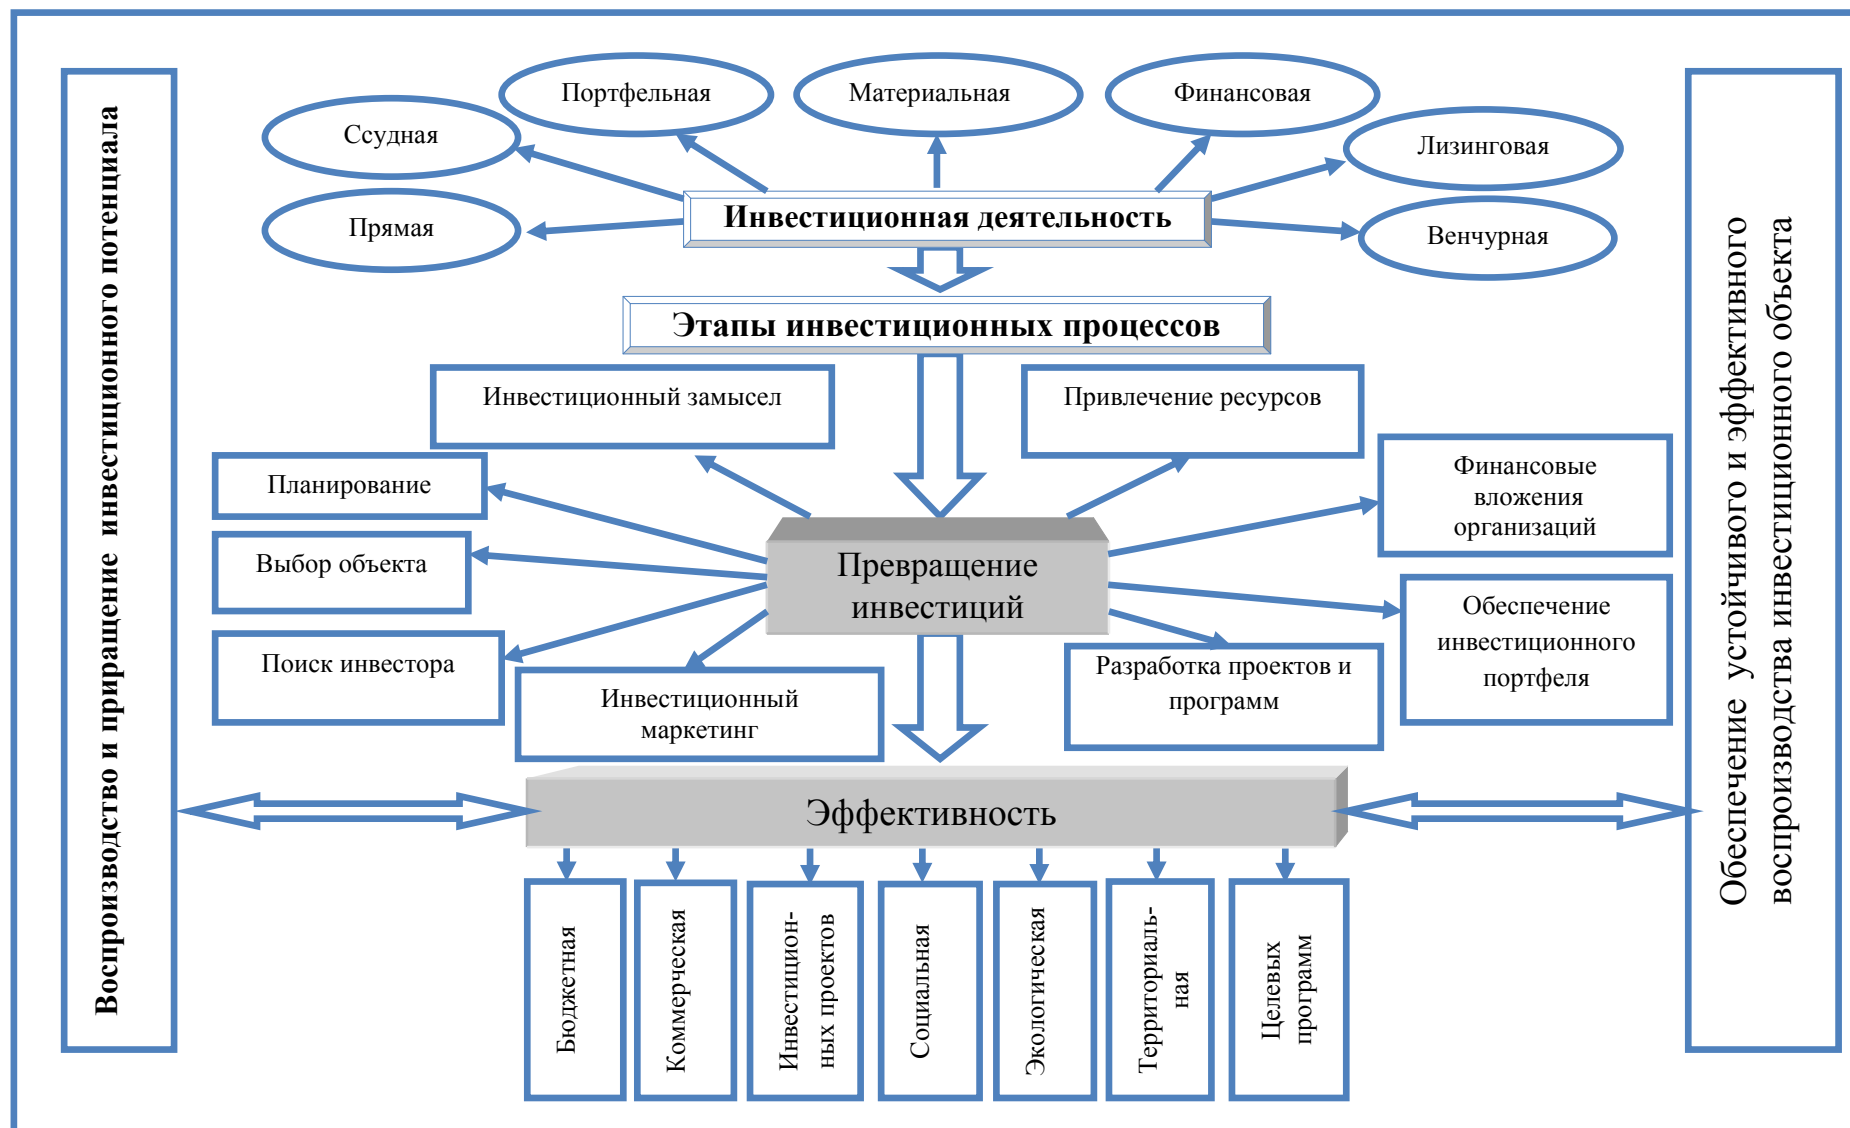 Портфельная
Материальная
Финансовая
Ссудная
Лизинговая
Прямая
Венчурная
Инвестиционная деятельность
Этапы инвестиционных процессов
Воспроизводство и приращение инвестиционного потенциала
Обеспечение устойчивого и эффективного
воспроизводства инвестиционного объекта
Инвестиционный замысел
Привлечение ресурсов
Планирование
Финансовые
вложения
организаций
Выбор объекта
Превращение
инвестиций
Обеспечение
инвестиционного
портфеля
Поиск инвестора
Инвестиционный
маркетинг
Разработка проектов и
программ
Эффективность
Бюджетная
Коммерческая
Инвестицион-
ных проектов
Социальная
Экологическая
Территориаль-
ная
Целевых
программ